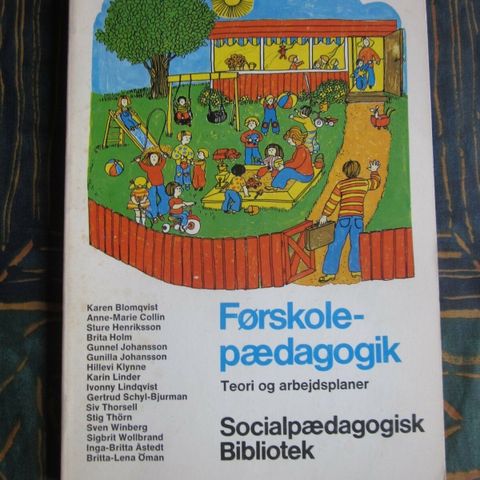 Karen Blomqvist
Anne-Marie Collin
Sture Henriksson
Brita Holm
Gunnel Johansson
Gunilla Johansson
Hillevi Klynne
Karin Linder
Ivonny Lindqvist
Gertrud Schyl-Bjurman
Siv Thorsell
Stig Thörn
Sven Winberg
Sigbrit Wollbrand
Inga-Britta Åstedt
Britta-Lena Öman
Førskole-
pædagogik
Teori og arbejdsplaner
Socialpædagogisk
Bibliotek